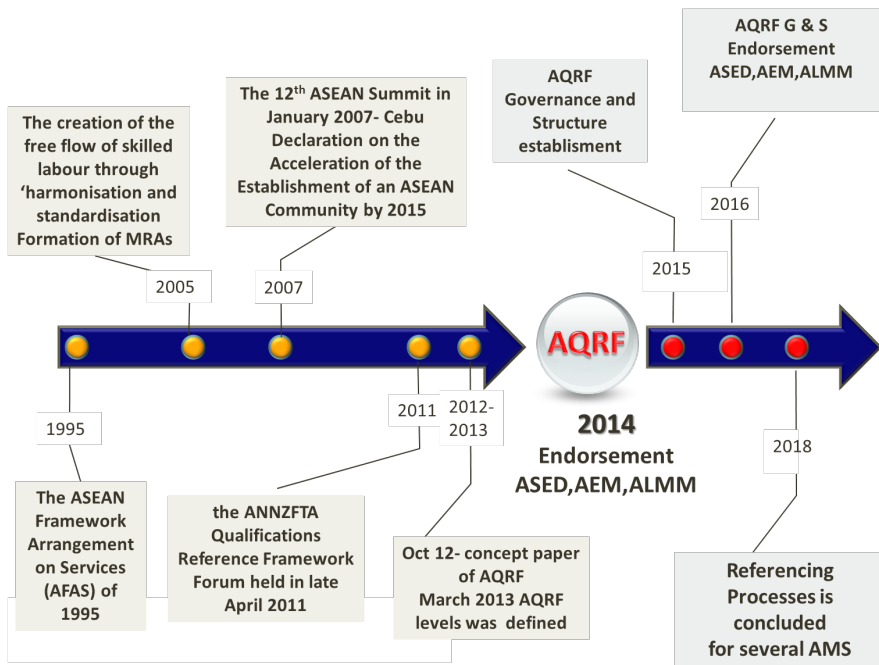 The creation of the
free flow of skilled
labour through
‘harmonisation and
standardisation
Formation of MRAs
2005
The 12th ASEAN Summit in
January 2007- Cebu
Declaration on the
Acceleration of the
Establishment of an ASEAN
Community by 2015
2007
AQRF
Governance and
Structure
establisment
2015
AQRF G & S
Endorsement
ASED,AEM,ALMM
2016
AQRF
2014
Endorsement
ASED,AEM,ALMM
1995
The ASEAN
Framework
Arrangement
on Services
(AFAS) of
1995
2011
the ANNZFTA
Qualifications
Reference Framework
Forum held in late
April 2011
2012-
2013
Oct 12- concept paper
of AQRF
March 2013 AQRF
levels was defined
2018
Referencing
Processes is
concluded
for several AMS